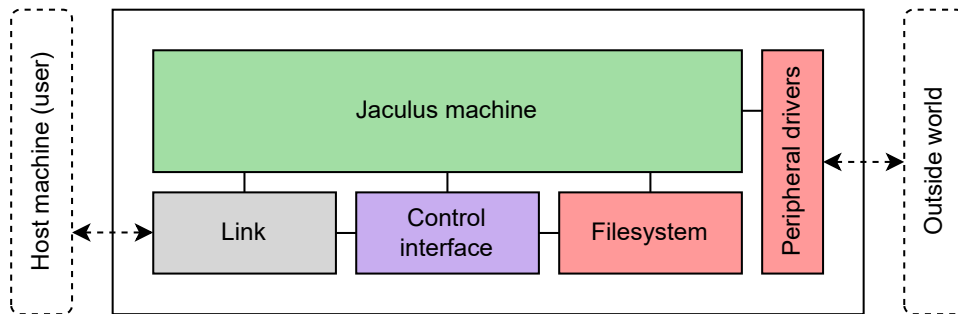 Host machine (user)
Jaculus machine
Peripheral drivers
Outside world
Link
Control
interface
Filesystem